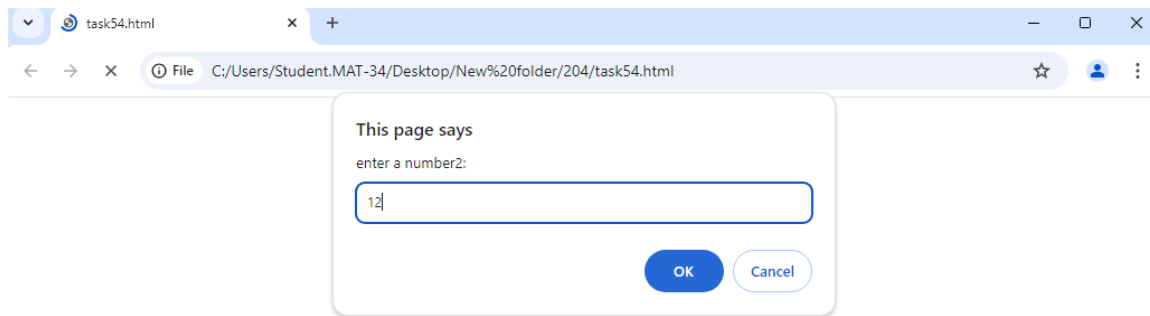 task54.html
File C:/Users/Student.MAT-34/Desktop/New%20folder/204/task54.html
This page says
enter a number2:
12
OK Cancel